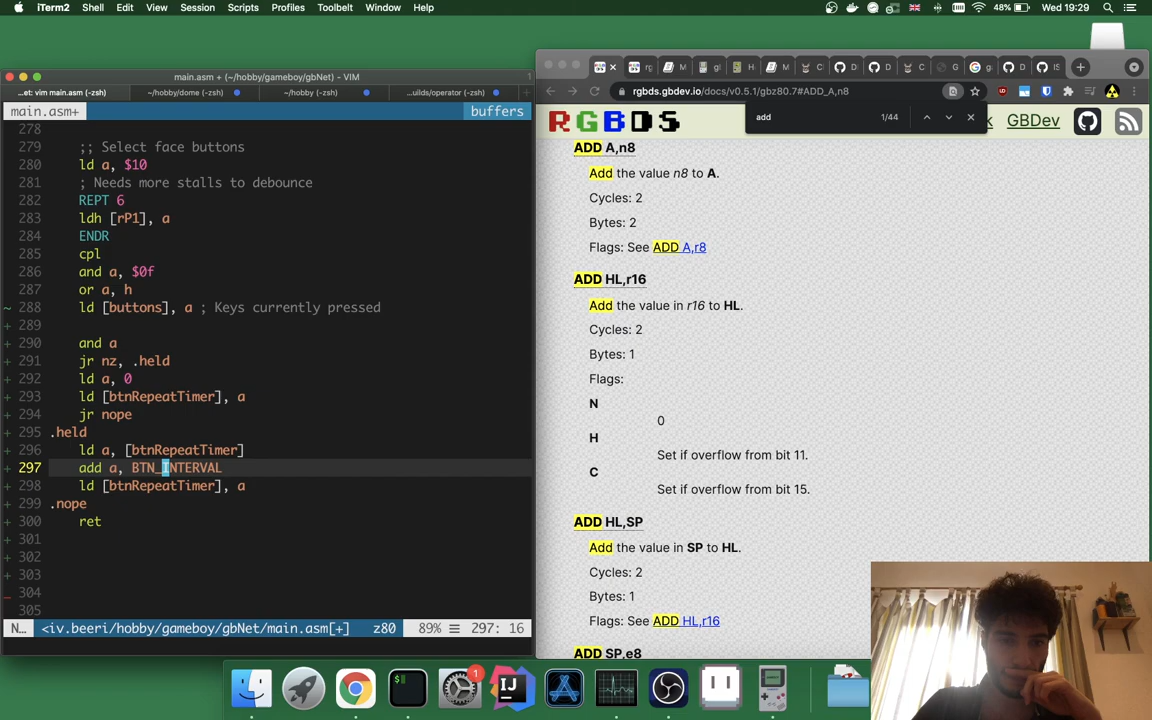 iTerm2 Shell Edit View Session Scripts Profiles Toolbelt Window Help
48% Wed 19:29
main.asm + (~/hobby/gameboy/gbNet) - VIM
...et: vim main.asm (-zsh) ~/hobby/dome (-zsh) ~/hobby (-zsh) ...uilds/operator (-zsh)
main.asm+ buffers
278
279 ;; Select face buttons
280 ld a, $10
281 ; Needs more stalls to debounce
282 REPT 6
283 ldh [rP1], a
284 ENDR
285 cpl
286 and a, $0f
287 or a, h
~ 288 ld [buttons], a ; Keys currently pressed
+ 289
+ 290 and a
+ 291 jr nz, .held
+ 292 ld a, 0
+ 293 ld [btnRepeatTimer], a
+ 294 jr nope
+ 295 .held
+ 296 ld a, [btnRepeatTimer]
+ 297 add a, BTN_INTERVAL
+ 298 ld [btnRepeatTimer], a
+ 299 .nope
+ 300 ret
+ 301
+ 302
+ 303
_ 304
305
N... <iv.beeri/hobby/gameboy/gbNet/main.asm[+] z80 89% ☰ 297: 16
rgbds.gbdev.io/docs/v0.5.1/gbz80.7#ADD_A,n8
add 1/44
RGBDS
GBDev
ADD A,n8
Add the value n8 to A.
Cycles: 2
Bytes: 2
Flags: See ADD A,r8
ADD HL,r16
Add the value in r16 to HL.
Cycles: 2
Bytes: 1
Flags:
N
0
H
Set if overflow from bit 11.
C
Set if overflow from bit 15.
ADD HL,SP
Add the value in SP to HL.
Cycles: 2
Bytes: 1
Flags: See ADD HL,r16
ADD SP,e8